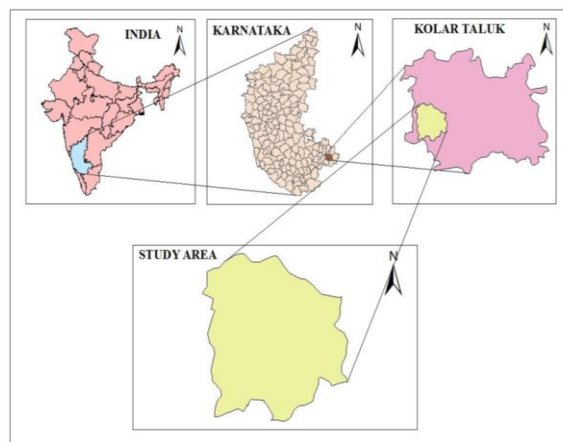 INDIA
N
KARNATAKA
N
KOLAR TALUK
N
STUDY AREA
N